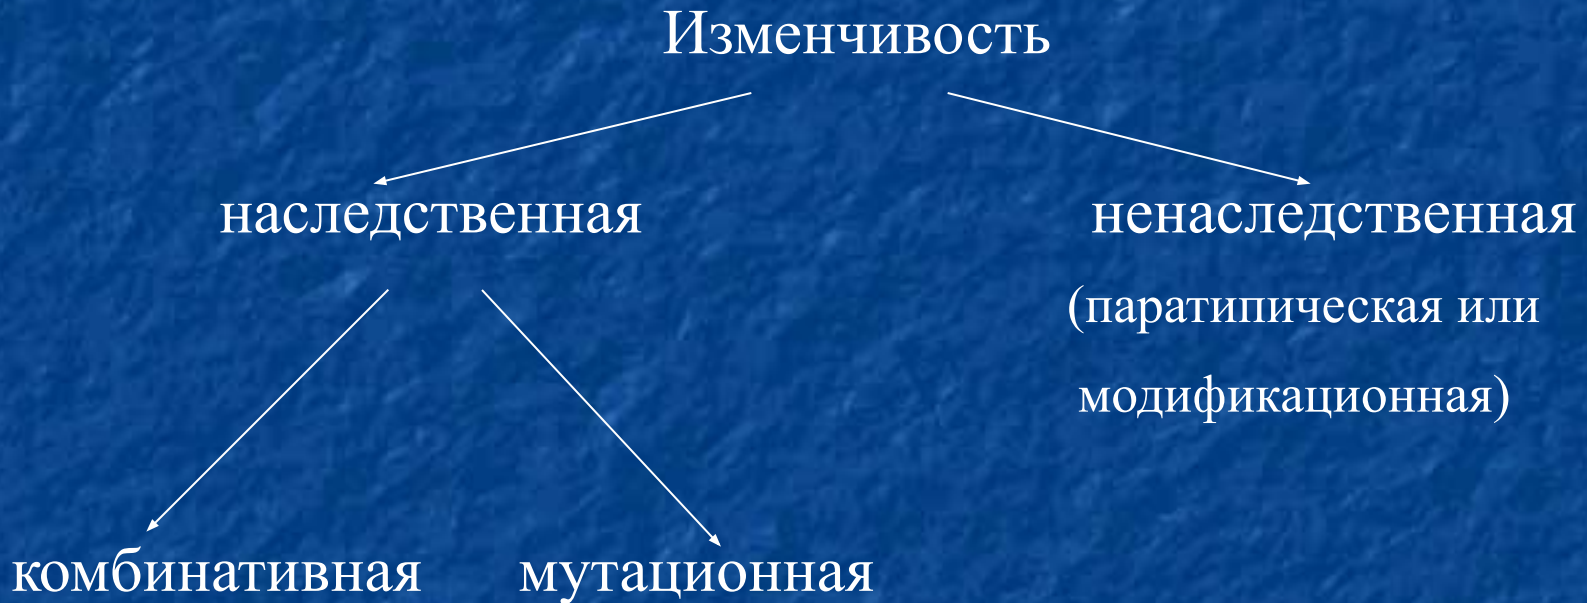 Изменчивость
наследственная
ненаследственная
(паратипическая или
модификационная)
комбинативная
мутационная